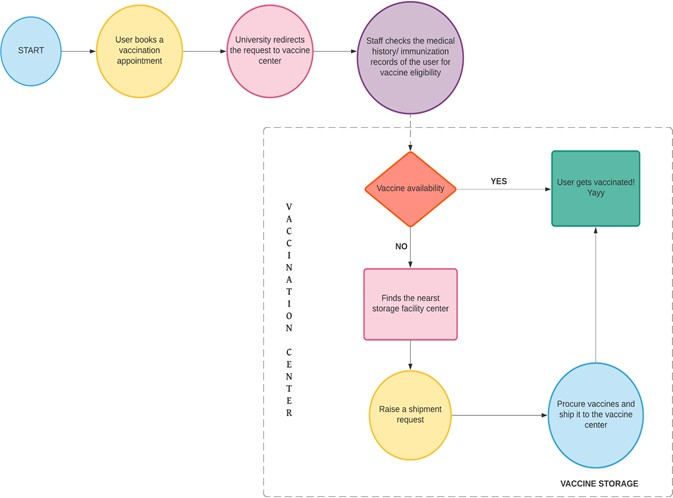 START
User books a
vaccination
appointment
University redirects
the request to vaccine
center
Staff checks the medical
history/ immunization
records of the user for
vaccine eligibility
Vaccine availability
YES
User gets vaccinated!
Yayy
NO
VACCINATION CENTER
Finds the nearst
storage facility center
Raise a shipment
request
Procure vaccines and
ship it to the vaccine
center
VACCINE STORAGE